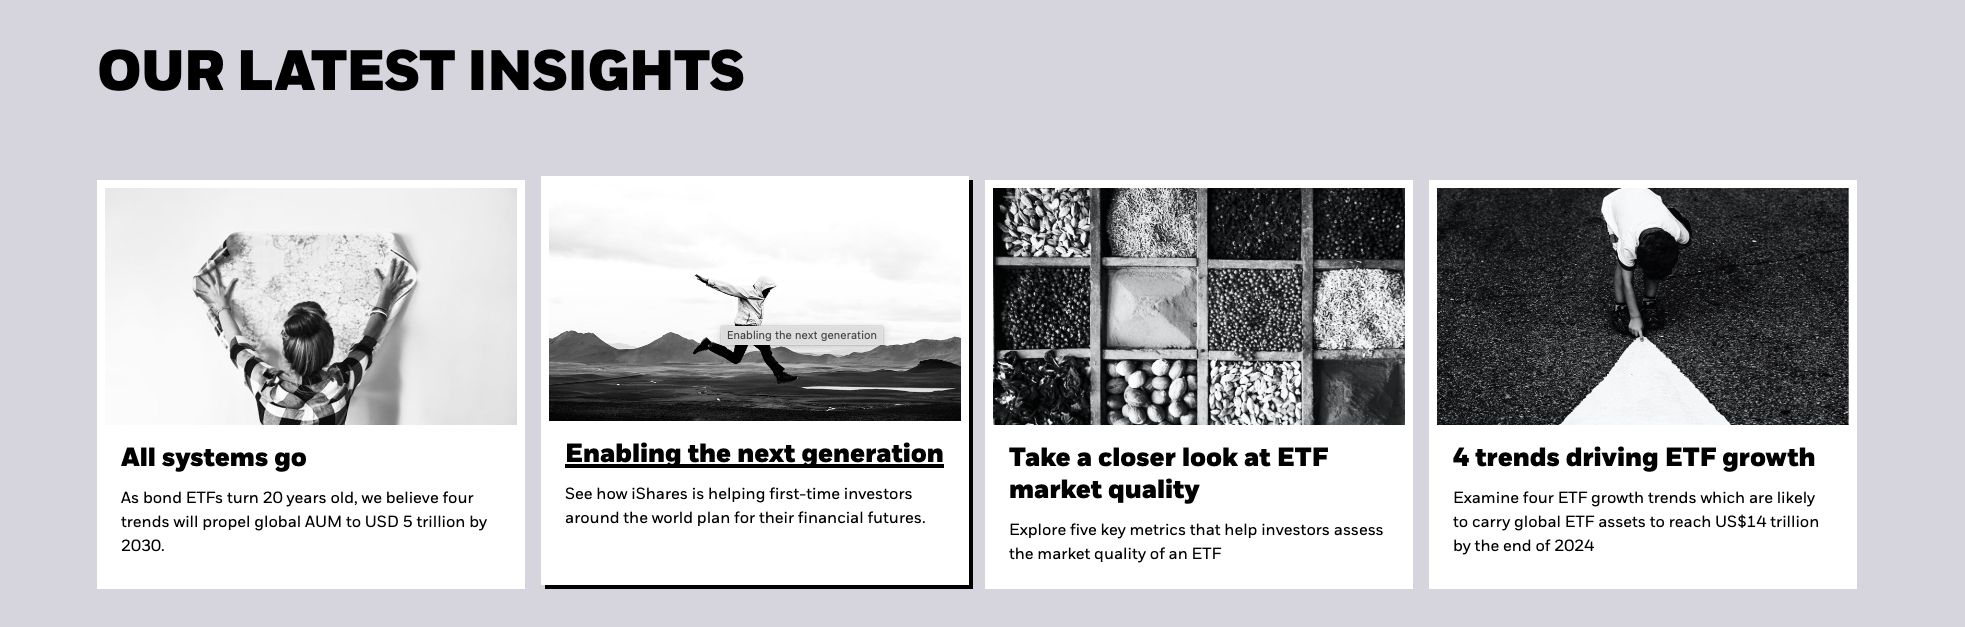 OUR LATEST INSIGHTS
Enabling the next generation
All systems go
As bond ETFs turn 20 years old, we believe four
trends will propel global AUM to USD 5 trillion by
2030.
Enabling the next generation
See how iShares is helping first-time investors
around the world plan for their financial futures.
Take a closer look at ETF
market quality
Explore five key metrics that help investors assess
the market quality of an ETF
4 trends driving ETF growth
Examine four ETF growth trends which are likely
to carry global ETF assets to reach US$14 trillion
by the end of 2024